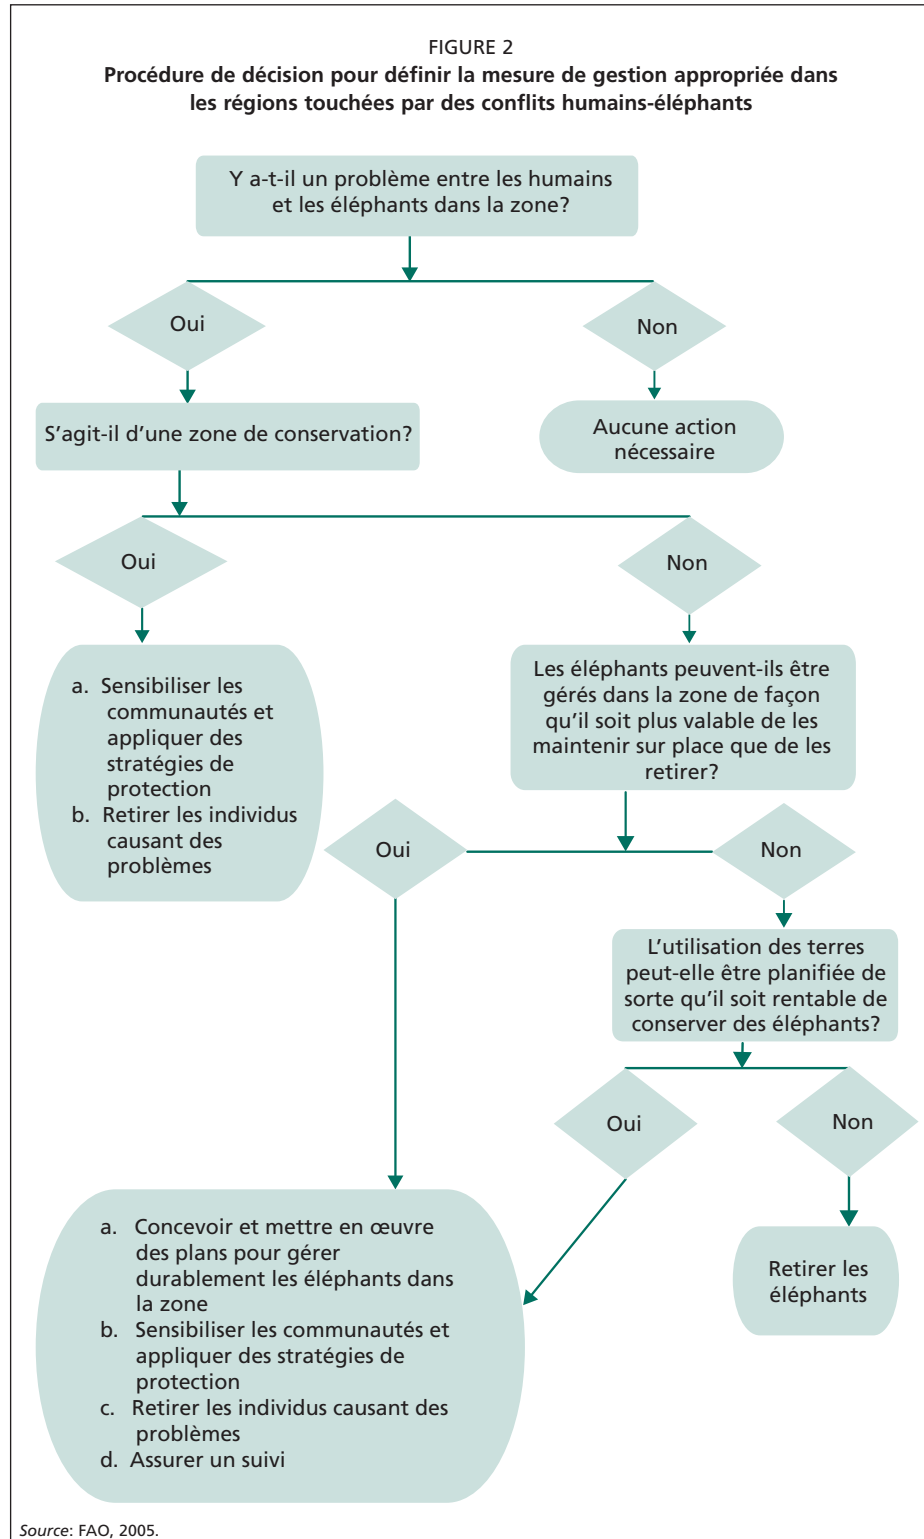 FIGURE 2
Procédure de décision pour définir la mesure de gestion appropriée dans
les régions touchées par des conflits humains-éléphants
Y a-t-il un problème entre les humains
et les éléphants dans la zone?
Oui
Non
S'agit-il d'une zone de conservation?
Aucune action
nécessaire
Oui
Non
a. Sensibiliser les
communautés et
appliquer des
stratégies de
protection
b. Retirer les individus
causant des
problèmes
Les éléphants peuvent-ils être
gérés dans la zone de façon
qu'il soit plus valable de les
maintenir sur place que de les
retirer?
Oui
Non
L'utilisation des terres
peut-elle être planifiée de
sorte qu'il soit rentable de
conserver des éléphants?
Oui
Non
a. Concevoir et mettre en œuvre
des plans pour gérer
durablement les éléphants dans
la zone
b. Sensibiliser les communautés et
appliquer des stratégies de
protection
c. Retirer les individus causant des
problèmes
d. Assurer un suivi
Retirer les
éléphants
Source: FAO, 2005.